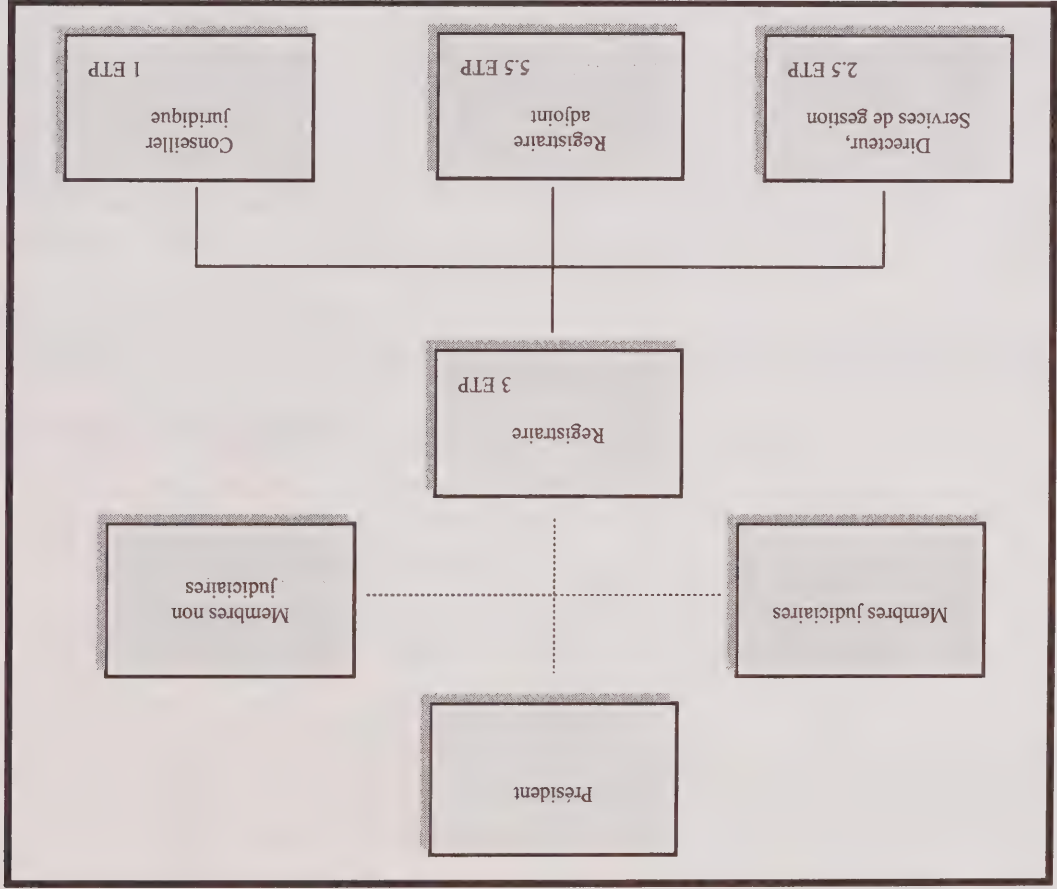 Président
Membres judiciaires
Membres non
judiciaires
Registraire
3 ETP
Directeur,
Services de gestion
2.5 ETP
Registraire
adjoint
5.5 ETP
Conseiller
juridique
1 ETP